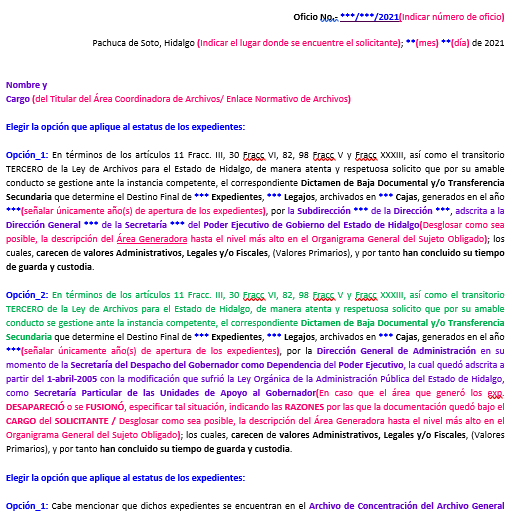 Oficio No.- ***/***/2021(Indicar número de oficio)
Pachuca de Soto, Hidalgo (Indicar el lugar donde se encuentre el solicitante); **(mes) **(día) de 2021
Nombre y
Cargo (del Titular del Área Coordinadora de Archivos/ Enlace Normativo de Archivos)
Elegir la opción que aplique al estatus de los expedientes:
Opción_1: En términos de los artículos 11 Fracc. III, 30 Fracc VI, 82, 98 Fracc V y Fracc XXXIII, así como el transitorio
TERCERO de la Ley de Archivos para el Estado de Hidalgo, de manera atenta y respetuosa solicito que por su amable
conducto se gestione ante la instancia competente, el correspondiente Dictamen de Baja Documental y/o Transferencia
Secundaria que determine el Destino Final de *** Expedientes, *** Legajos, archivados en *** Cajas, generados en el año
***(señalar únicamente año(s) de apertura de los expedientes), por la Subdirección *** de la Dirección ***, adscrita a la
Dirección General *** de la Secretaría *** del Poder Ejecutivo de Gobierno del Estado de Hidalgo(Desglosar como sea
posible, la descripción del Área Generadora hasta el nivel más alto en el Organigrama General del Sujeto Obligado); los
cuales, carecen de valores Administrativos, Legales y/o Fiscales, (Valores Primarios), y por tanto han concluido su tiempo
de guarda y custodia.
Opción_2: En términos de los artículos 11 Fracc. III, 30 Fracc VI, 82, 98 Fracc V y Fracc XXXIII, así como el transitorio
TERCERO de la Ley de Archivos para el Estado de Hidalgo, de manera atenta y respetuosa solicito que por su amable
conducto se gestione ante la instancia competente, el correspondiente Dictamen de Baja Documental y/o Transferencia
Secundaria que determine el Destino Final de *** Expedientes, *** Legajos, archivados en *** Cajas, generados en el año
***(señalar únicamente año(s) de apertura de los expedientes), por la Dirección General de Administración en su
momento de la Secretaría del Despacho del Gobernador como Dependencia del Poder Ejecutivo, la cual quedó adscrita a
partir del 1-abril-2005 con la modificación que sufrió la Ley Orgánica de la Administración Pública del Estado de Hidalgo,
como Secretaría Particular de las Unidades de Apoyo al Gobernador(En caso que el área que generó los exp.
DESAPARECIÓ o se FUSIONÓ, especificar tal situación, indicando las RAZONES por las que la documentación quedó bajo el
CARGO del SOLICITANTE / Desglosar como sea posible, la descripción del Área Generadora hasta el nivel más alto en el
Organigrama General del Sujeto Obligado); los cuales, carecen de valores Administrativos, Legales y/o Fiscales, (Valores
Primarios), y por tanto han concluido su tiempo de guarda y custodia.
Elegir la opción que aplique al estatus de los expedientes:
Opción_1: Cabe mencionar que dichos expedientes se encuentran en el Archivo de Concentración del Archivo General